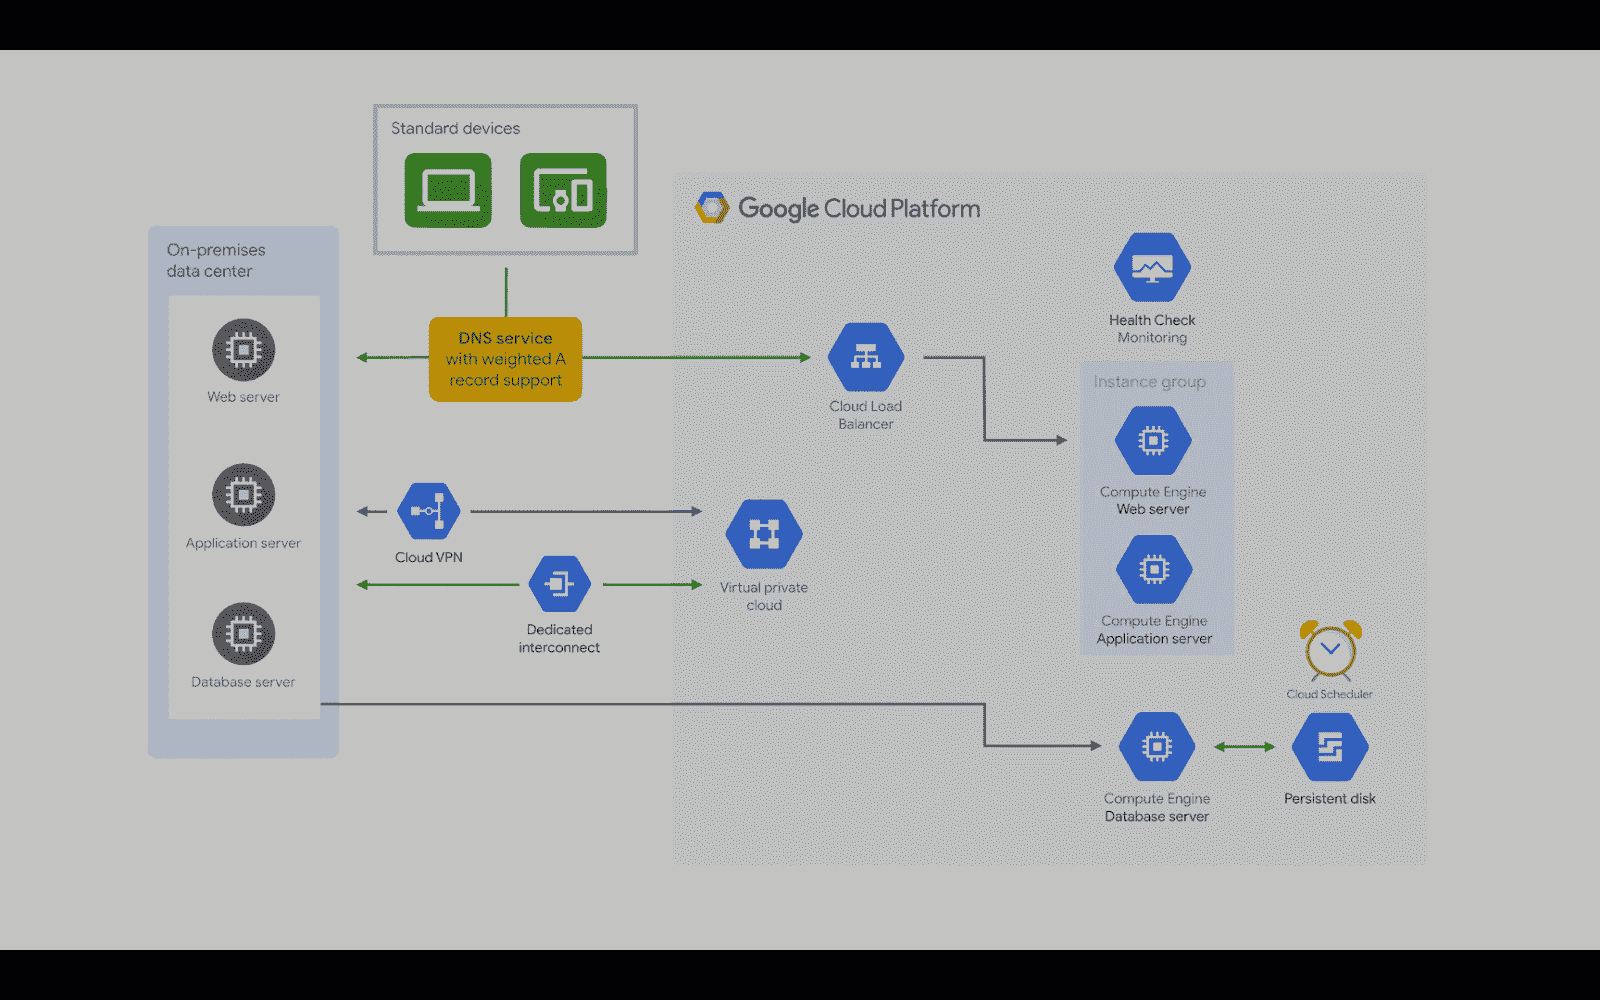 Standard devices
Google Cloud Platform
On-premises
data center
Health Check
Monitoring
DNS service
with weighted A
record support
Instance group
Web server
Cloud Load
Balancer
Compute Engine
Web server
Application server
Cloud VPN
Virtual private
cloud
Dedicated
interconnect
Compute Engine
Application server
Database server
Cloud Scheduler
Compute Engine
Database server
Persistent disk